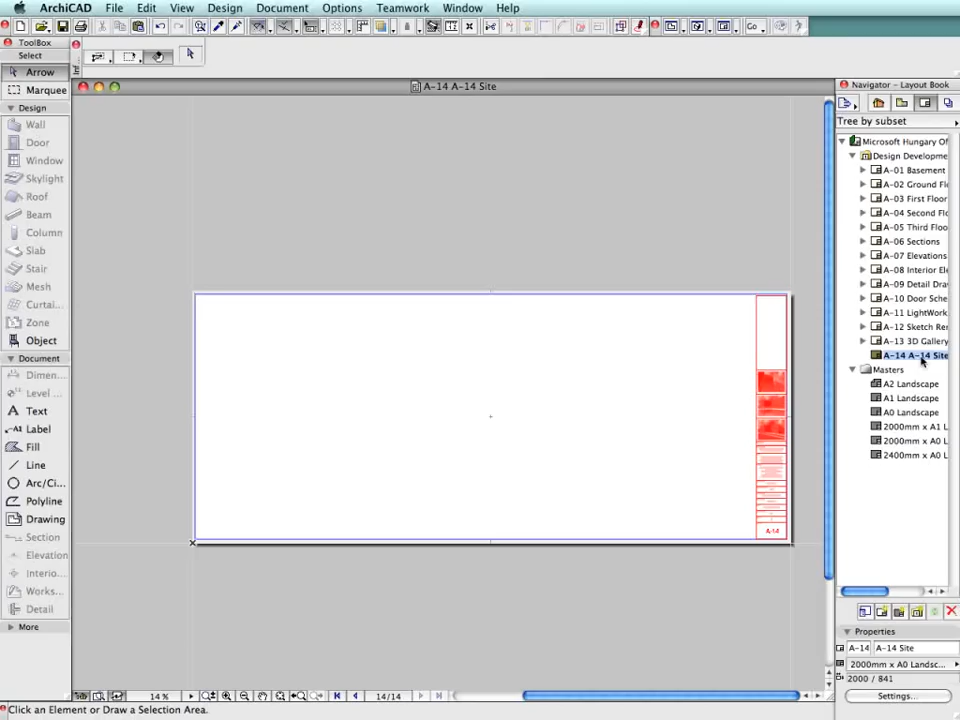 ArchiCAD File Edit View Design Document Options Teamwork Window Help
Go...
ToolBox
Select
Arrow
Marquee
Design
Wall
Door
Window
Skylight
Roof
Beam
Column
Slab
Stair
Mesh
Curtai...
Zone
Object
Document
Dimen...
Level ...
Text
Label
Fill
Line
Arc/Ci...
Polyline
Drawing
Section
Elevation
Interio...
Works...
Detail
More
A-14 A-14 Site
A-14
14 %
14/14
Click an Element or Draw a Selection Area.
Navigator - Layout Book
Tree by subset
Microsoft Hungary Of
Design Developme
A-01 Basement
A-02 Ground Fl
A-03 First Floor
A-04 Second Flo
A-05 Third Floo
A-06 Sections
A-07 Elevations
A-08 Interior El
A-09 Detail Dra
A-10 Door Sche
A-11 LightWork
A-12 Sketch Re
A-13 3D Gallery
A-14 A-14 Site
Masters
A2 Landscape
A1 Landscape
A0 Landscape
2000mm x A1 L
2000mm x A0 L
2400mm x A0 L
Properties
A-14 A-14 Site
2000mm x A0 Landsc...
2000 / 841
Settings...